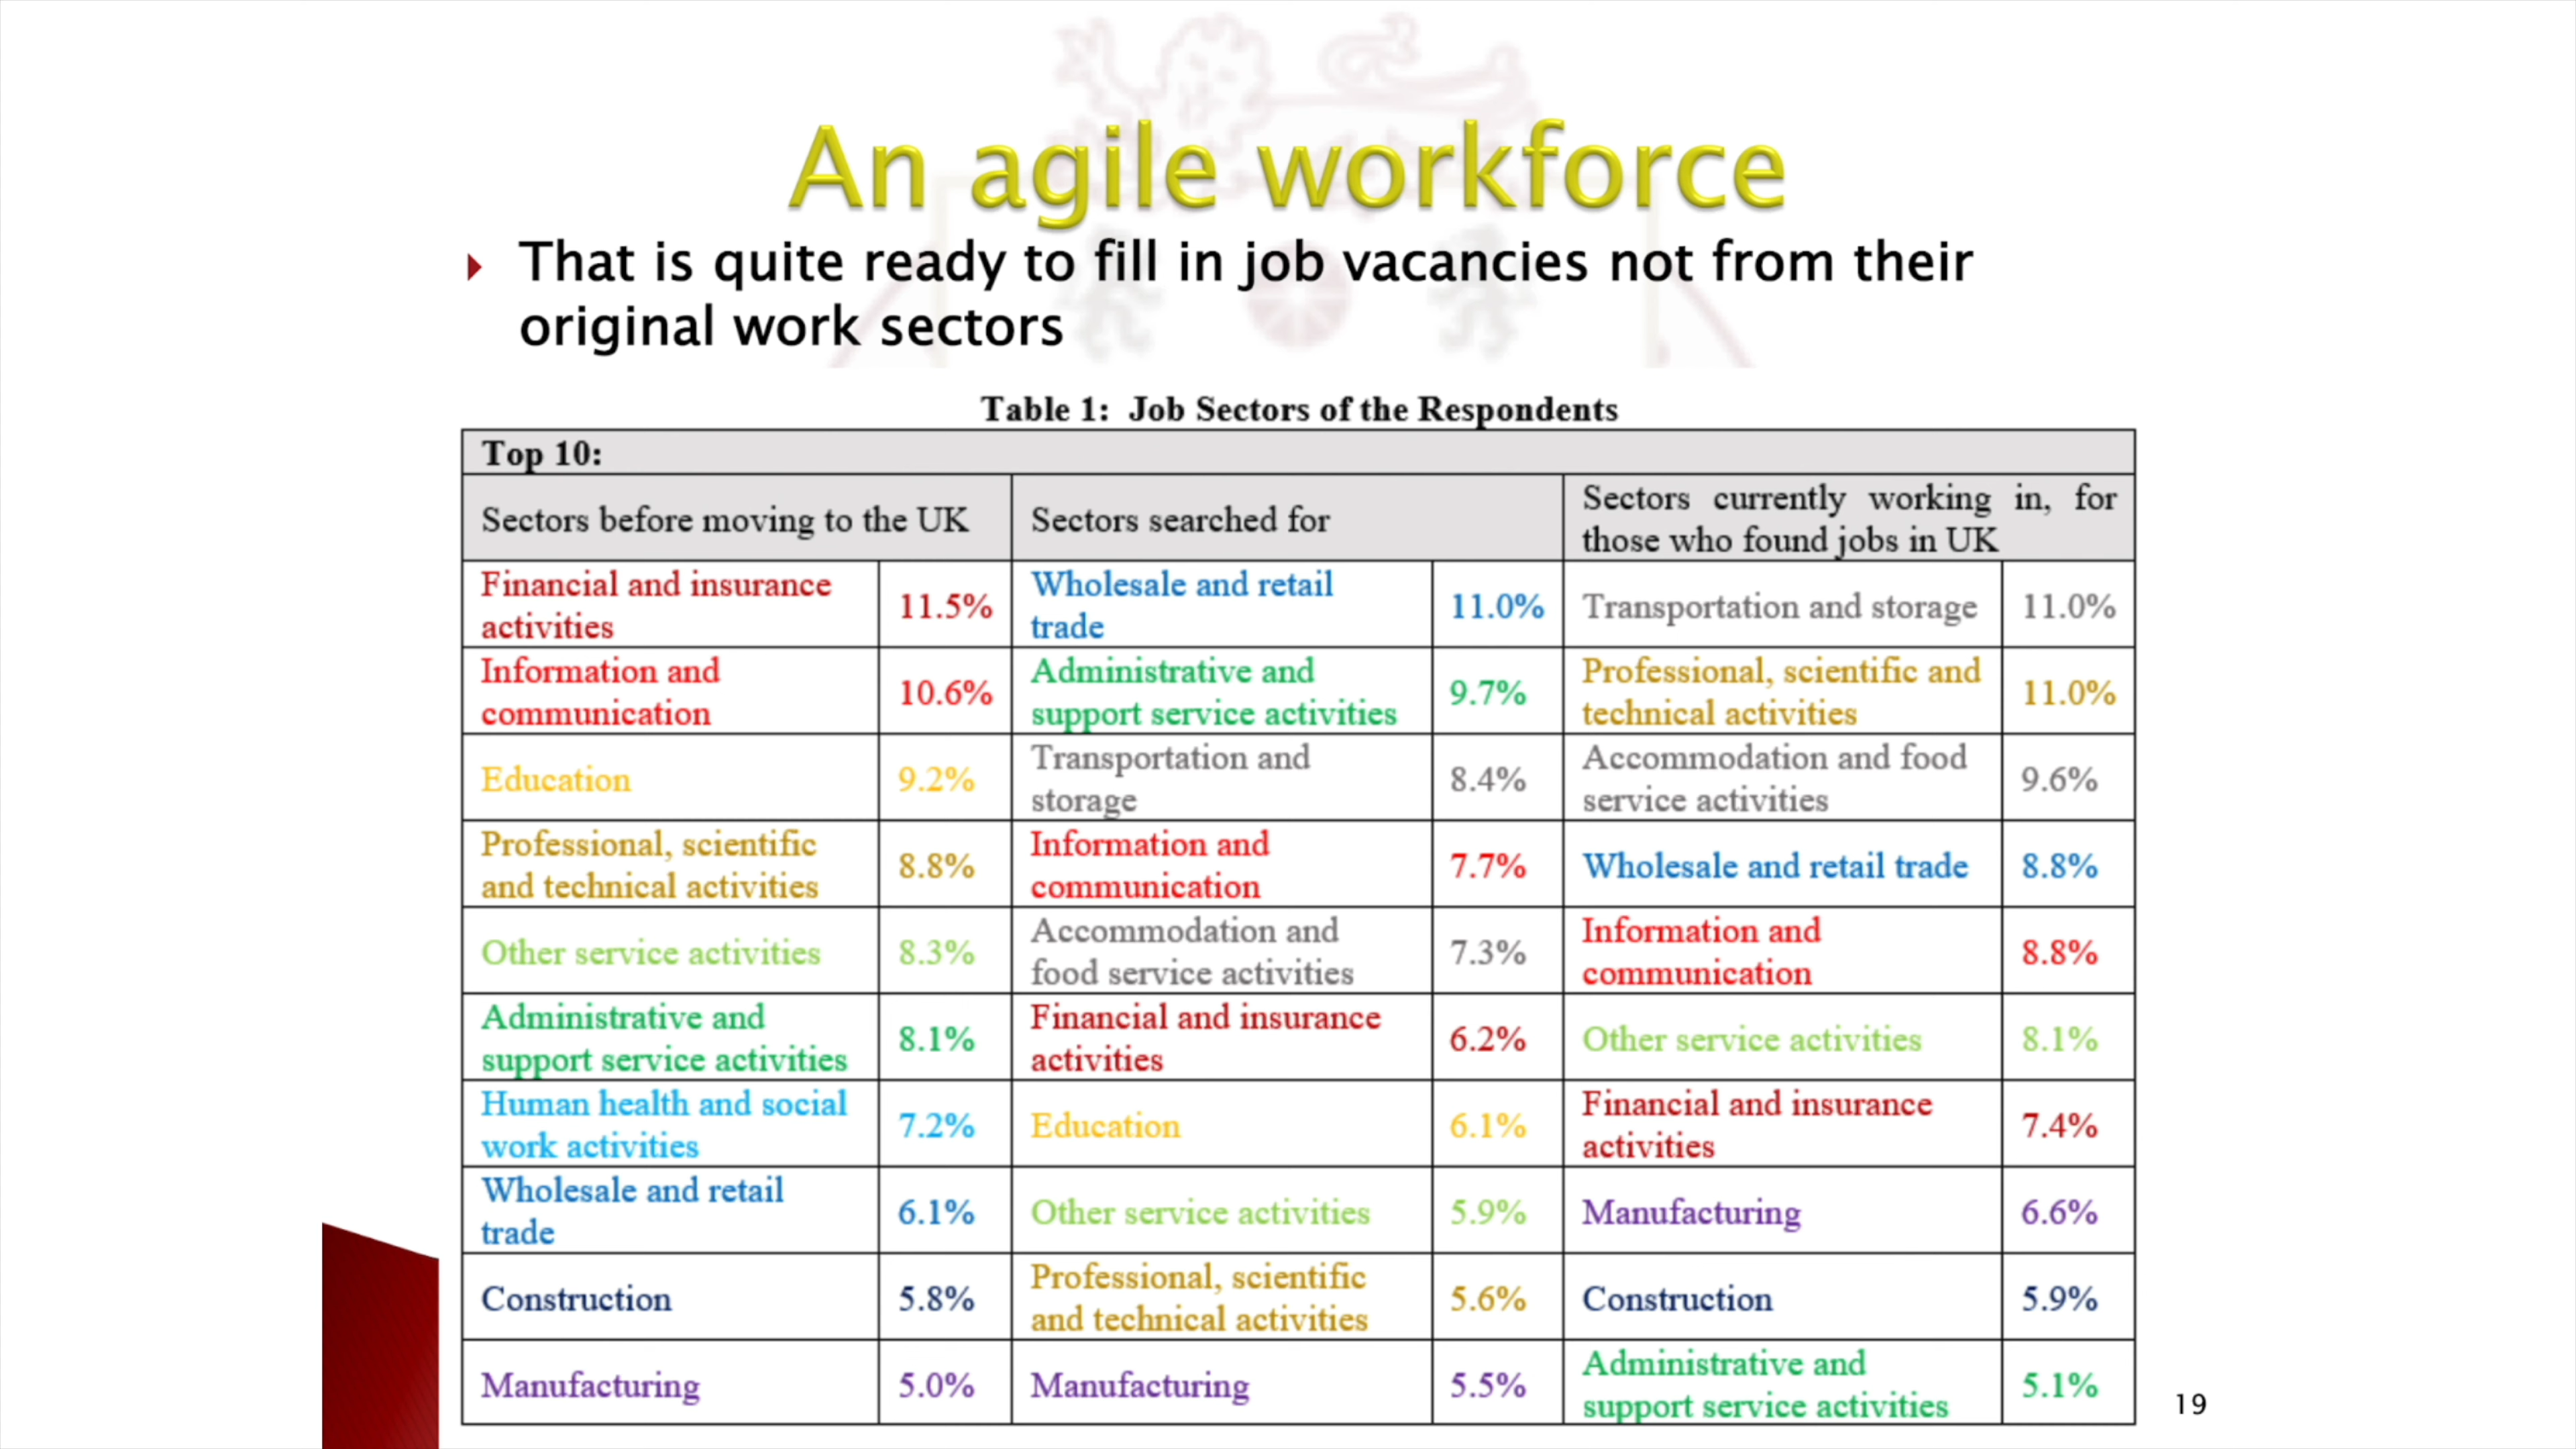 An agile workforce
That is quite ready to fill in job vacancies not from their
original work sectors
Table 1: Job Sectors of the Respondents
Top 10:
Sectors before moving to the UK
Sectors searched for
Sectors currently working in, for
those who found jobs in UK
Financial and insurance
activities
11.5%
Wholesale and retail
trade
11.0%
Transportation and storage
11.0%
Information and
communication
10.6%
Administrative and
support service activities
9.7%
Professional, scientific and
technical activities
11.0%
Education
9.2%
Transportation and
storage
8.4%
Accommodation and food
service activities
9.6%
Professional, scientific
and technical activities
8.8%
Information and
communication
7.7%
Wholesale and retail trade
8.8%
Other service activities
8.3%
Accommodation and
food service activities
7.3%
Information and
communication
8.8%
Administrative and
support service activities
8.1%
Financial and insurance
activities
6.2%
Other service activities
8.1%
Human health and social
work activities
7.2%
Education
6.1%
Financial and insurance
activities
7.4%
Wholesale and retail
trade
6.1%
Other service activities
5.9%
Manufacturing
6.6%
Construction
5.8%
Professional, scientific
and technical activities
5.6%
Construction
5.9%
Manufacturing
5.0%
Manufacturing
5.5%
Administrative and
support service activities
5.1%
19